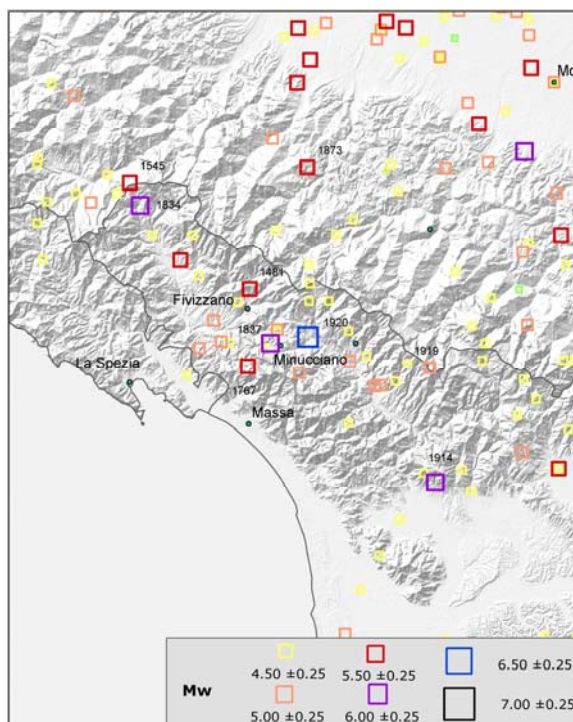 Mo
1873
1545
1834
1481
Fivizzano
1837
1920
Minucciano
La Spezia
1919
1767
Massa
1914
Mw
4.50 ±0.25
5.50 ±0.25
6.50 ±0.25
5.00 ±0.25
6.00 ±0.25
7.00 ±0.25